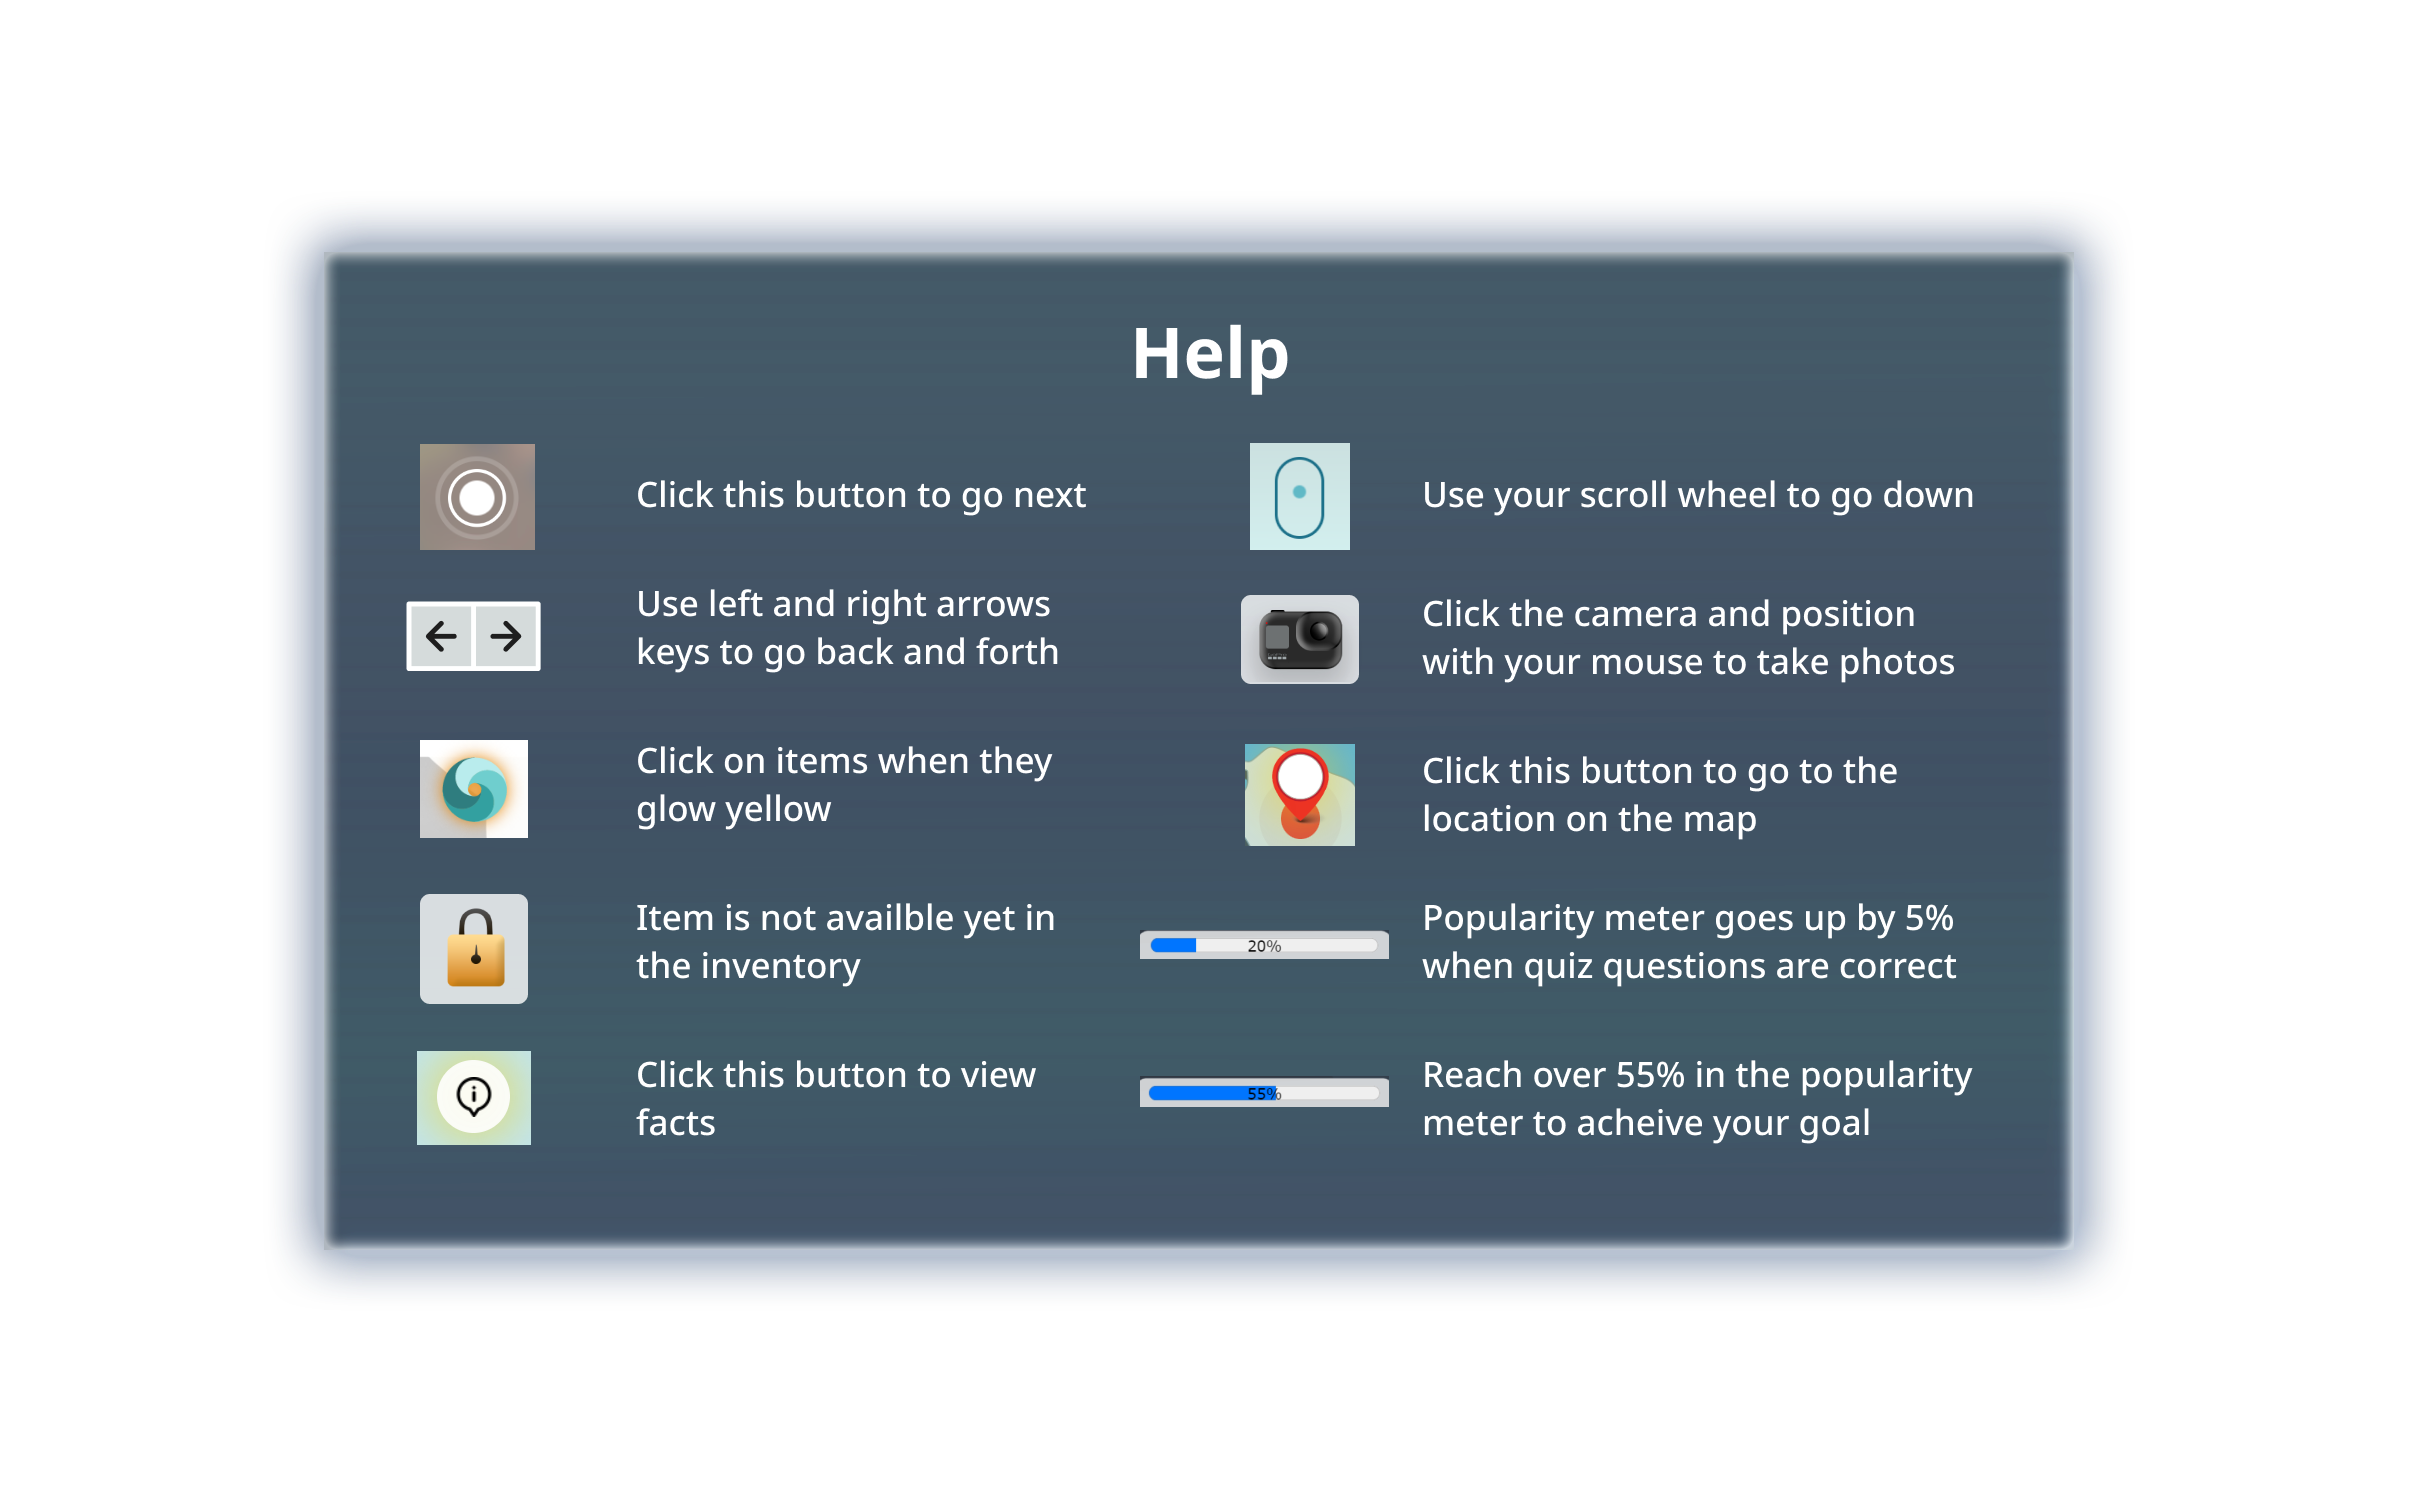 Help
Click this button to go next
Use left and right arrows
keys to go back and forth
Click on items when they
glow yellow
Item is not availble yet in
the inventory
Click this button to view
facts
Use your scroll wheel to go down
Click the camera and position
with your mouse to take photos
Click this button to go to the
location on the map
20%
Popularity meter goes up by 5%
when quiz questions are correct
55%
Reach over 55% in the popularity
meter to acheive your goal